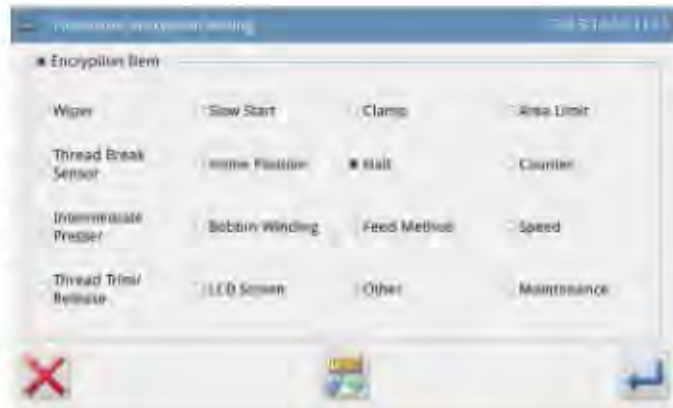 Encryption Item
Wiper Slow Start Clamp Area Limit
Thread Break
Sensor
Home Position Halt Counter
Intermediate
Presser
Bobbin Winding Feed Method Speed
Thread Trim/
Release
LCD Screen Other Maintenance